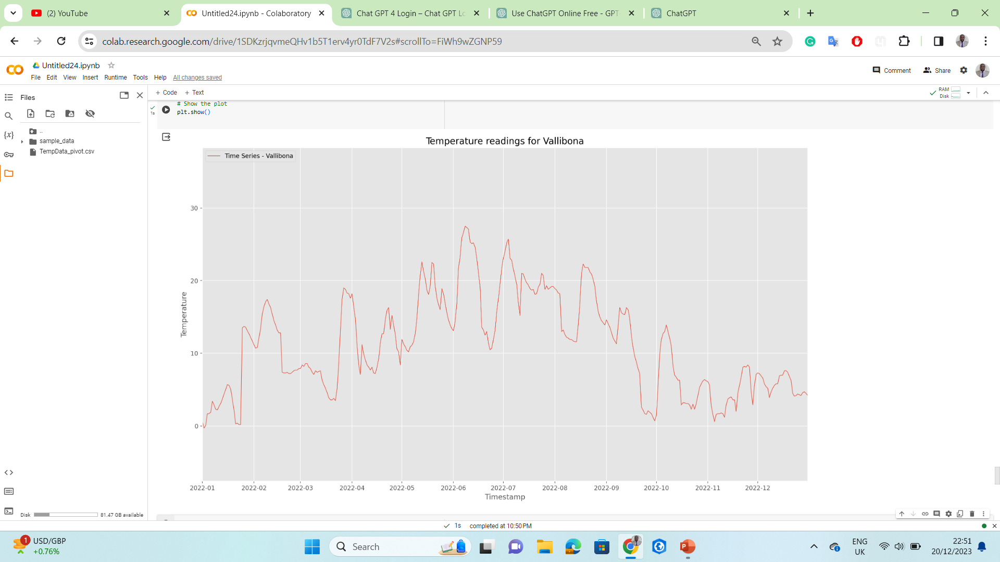 (2) YouTube
Untitled24.ipynb - Colaboratory
Chat GPT 4 Login – Chat GPT Lo
Use ChatGPT Online Free - GPT
ChatGPT
colab.research.google.com/drive/1SDKzrjqvmeQHv1b5T1erv4yr0TdF7V2s#scrollTo=FiWh9wZGNP59
Untitled24.ipynb
File Edit View Insert Runtime Tools Help All changes saved
Comment
Share
Files
+ Code + Text
RAM
Disk
..
sample_data
TempData_pivot.csv
1s
# Show the plot
plt.show()
Temperature readings for Vallibona
Time Series - Vallibona
30
20
10
0
Temperature
2022-01 2022-02 2022-03 2022-04 2022-05 2022-06 2022-07 2022-08 2022-09 2022-10 2022-11 2022-12
Timestamp
Disk 81.47 GB available
1s completed at 10:50 PM
1
USD/GBP
+0.76%
Search
ENG
UK
22:51
20/12/2023